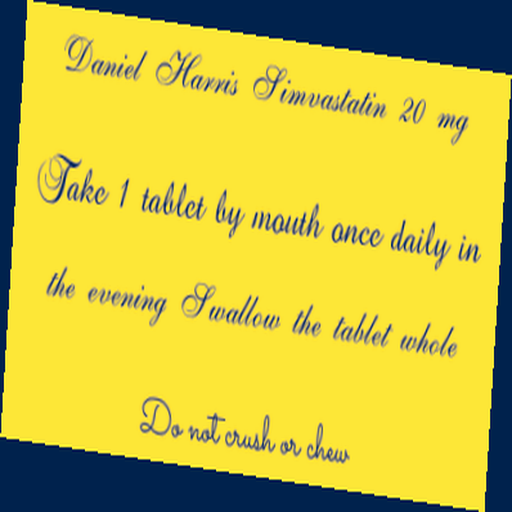 Daniel Harris Simvastatin 20 mg
Take 1 tablet by mouth once daily in
the evening Swallow the tablet whole
Do not crush or chew